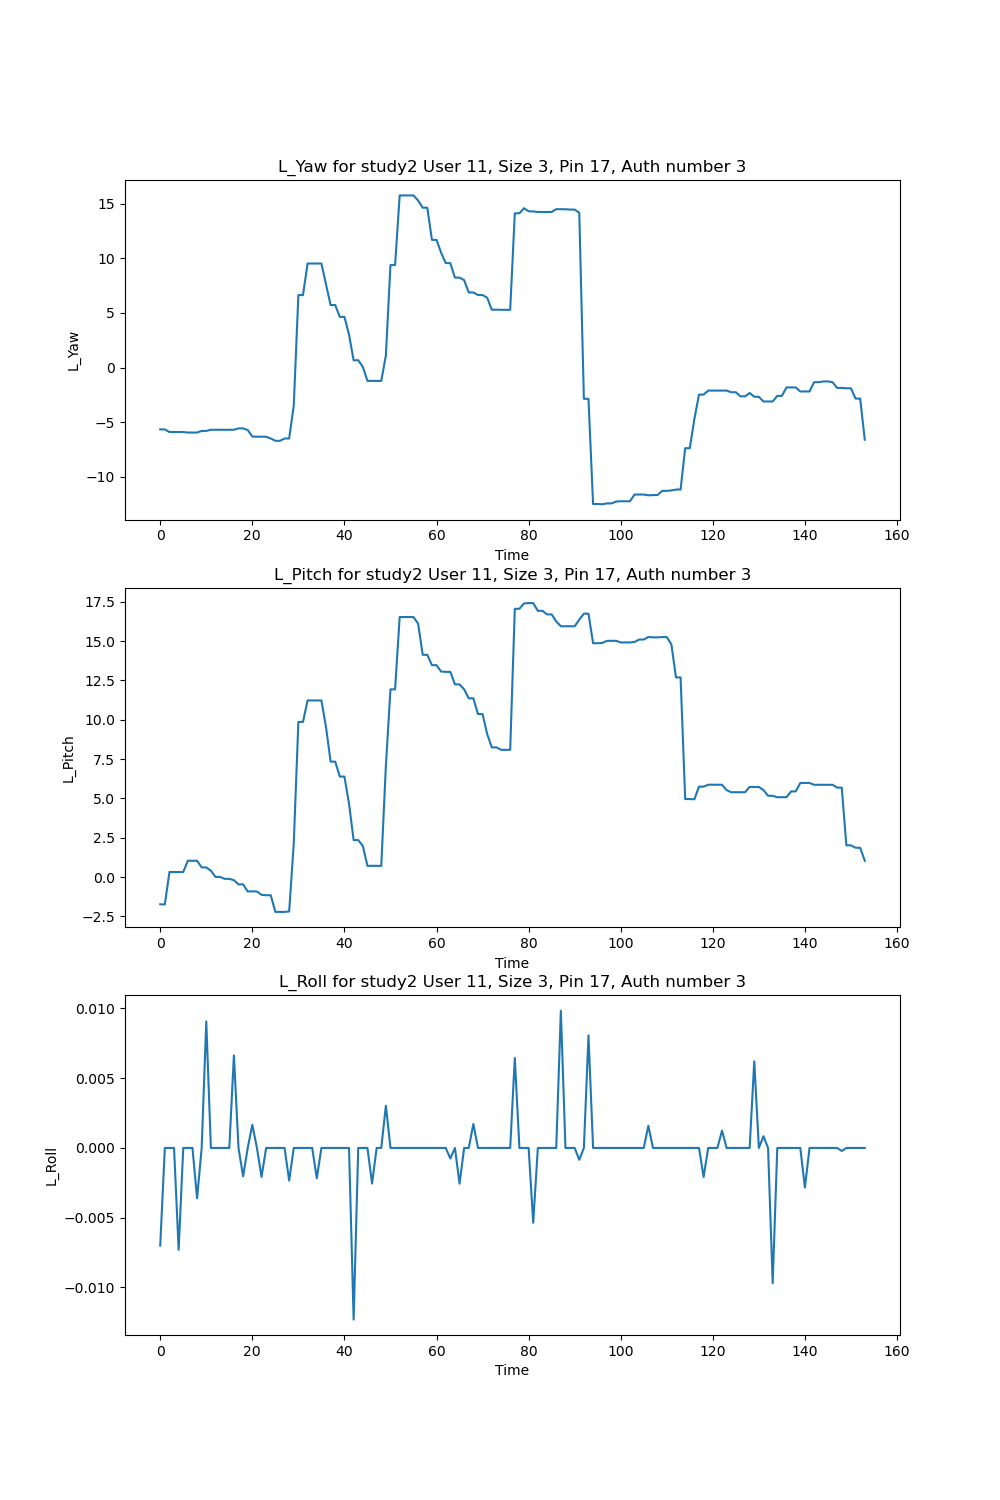 L_Yaw for study2 User 11, Size 3, Pin 17, Auth number 3
15
10
5
0
−5
−10
L_Yaw
0 20 40 60 80 100 120 140 160
Time
L_Pitch for study2 User 11, Size 3, Pin 17, Auth number 3
17.5
15.0
12.5
10.0
7.5
5.0
2.5
0.0
−2.5
L_Pitch
0 20 40 60 80 100 120 140 160
Time
L_Roll for study2 User 11, Size 3, Pin 17, Auth number 3
0.010
0.005
0.000
−0.005
−0.010
L_Roll
0 20 40 60 80 100 120 140 160
Time